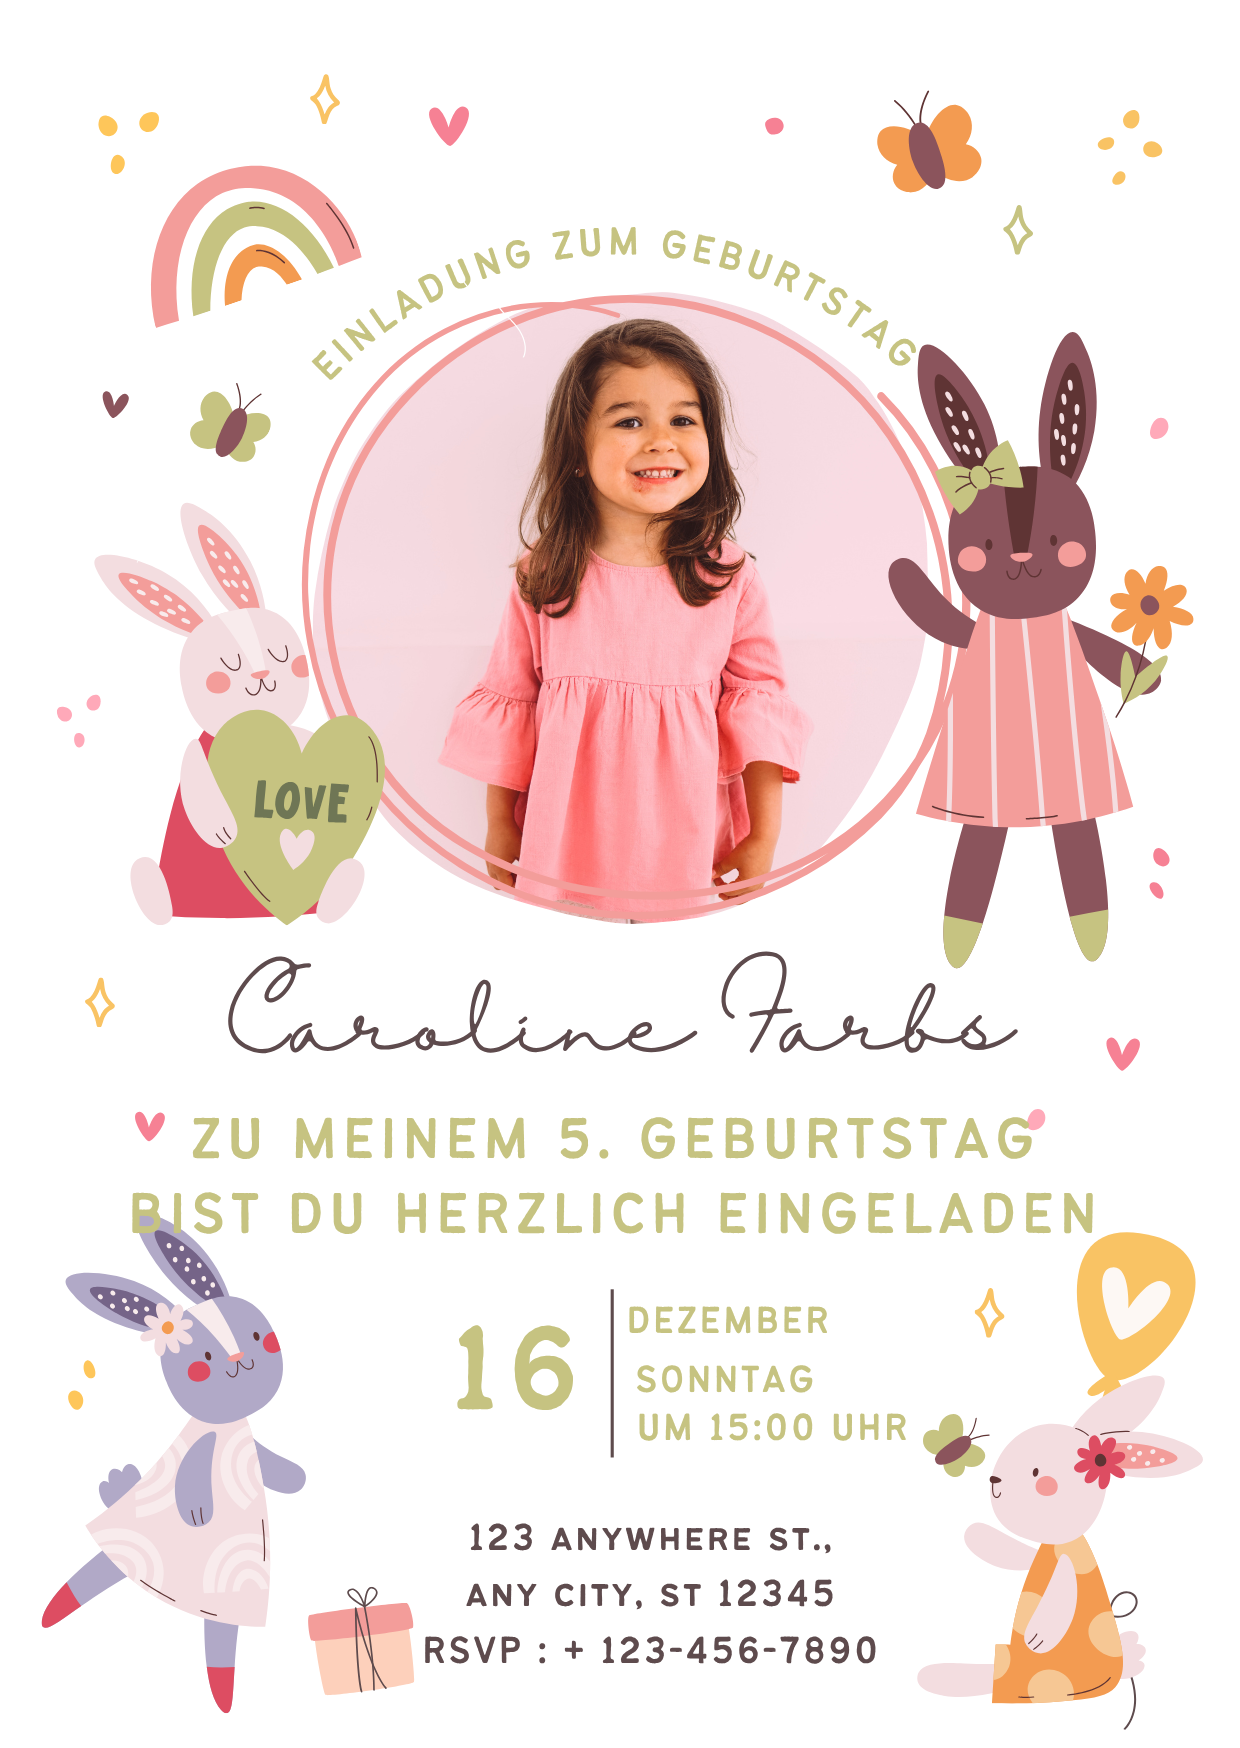 EINLADUNG ZUM GEBURTSTAG
LOVE
Caroline Farbs
ZU MEINEM 5. GEBURTSTAG
BIST DU HERZLICH EINGELADEN
16
DEZEMBER
SONNTAG
UM 15:00 UHR
123 ANYWHERE ST.,
ANY CITY, ST 12345
RSVP : + 123-456-7890